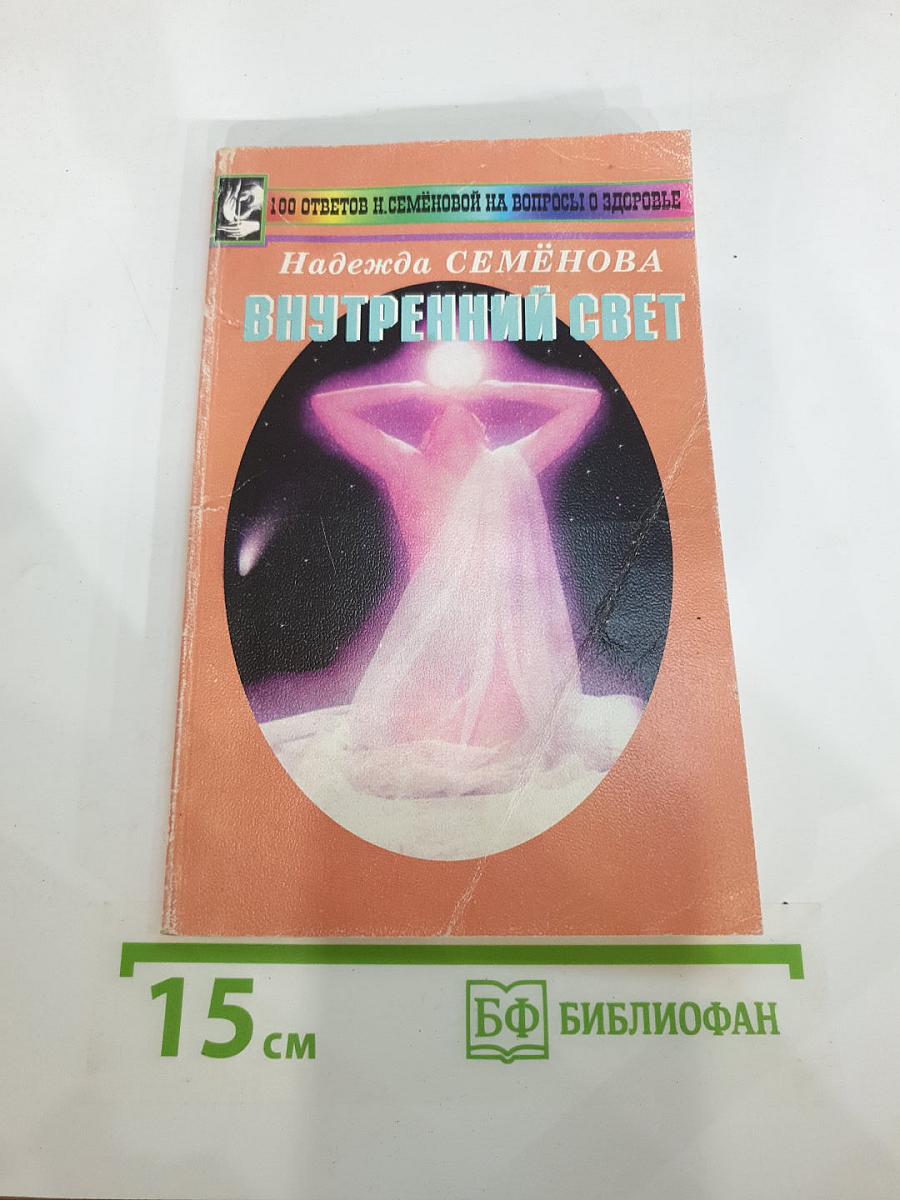 100 ОТВЕТОВ Н.СЕМЁНОВОЙ НА ВОПРОСЫ О ЗДОРОВЬЕ
Надежда СЕМЁНОВА
ВНУТРЕННИЙ СВЕТ
15 см
БФ БИБЛИОФАН